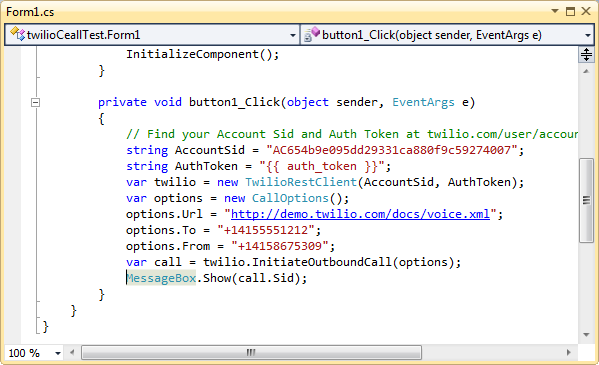 Form1.cs
twilioCeallTest.Form1 button1_Click(object sender, EventArgs e)
InitializeComponent();
}
private void button1_Click(object sender, EventArgs e)
{
// Find your Account Sid and Auth Token at twilio.com/user/accour
string AccountSid = "AC654b9e095dd29331ca880f9c59274007";
string AuthToken = "{{ auth_token }}";
var twilio = new TwilioRestClient(AccountSid, AuthToken);
var options = new CallOptions();
options.Url = "http://demo.twilio.com/docs/voice.xml";
options.To = "+14155551212";
options.From = "+14158675309";
var call = twilio.InitiateOutboundCall(options);
MessageBox.Show(call.Sid);
}
}
}
100 %